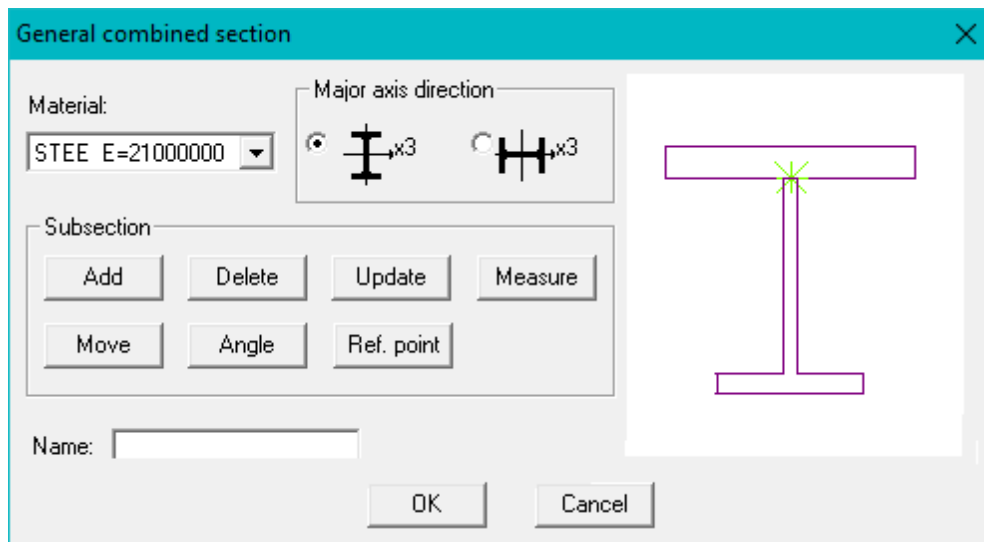 General combined section
Material:
STEE E=21000000
Major axis direction
x3
x3
Subsection
Add
Delete
Update
Measure
Move
Angle
Ref. point
Name:
OK
Cancel